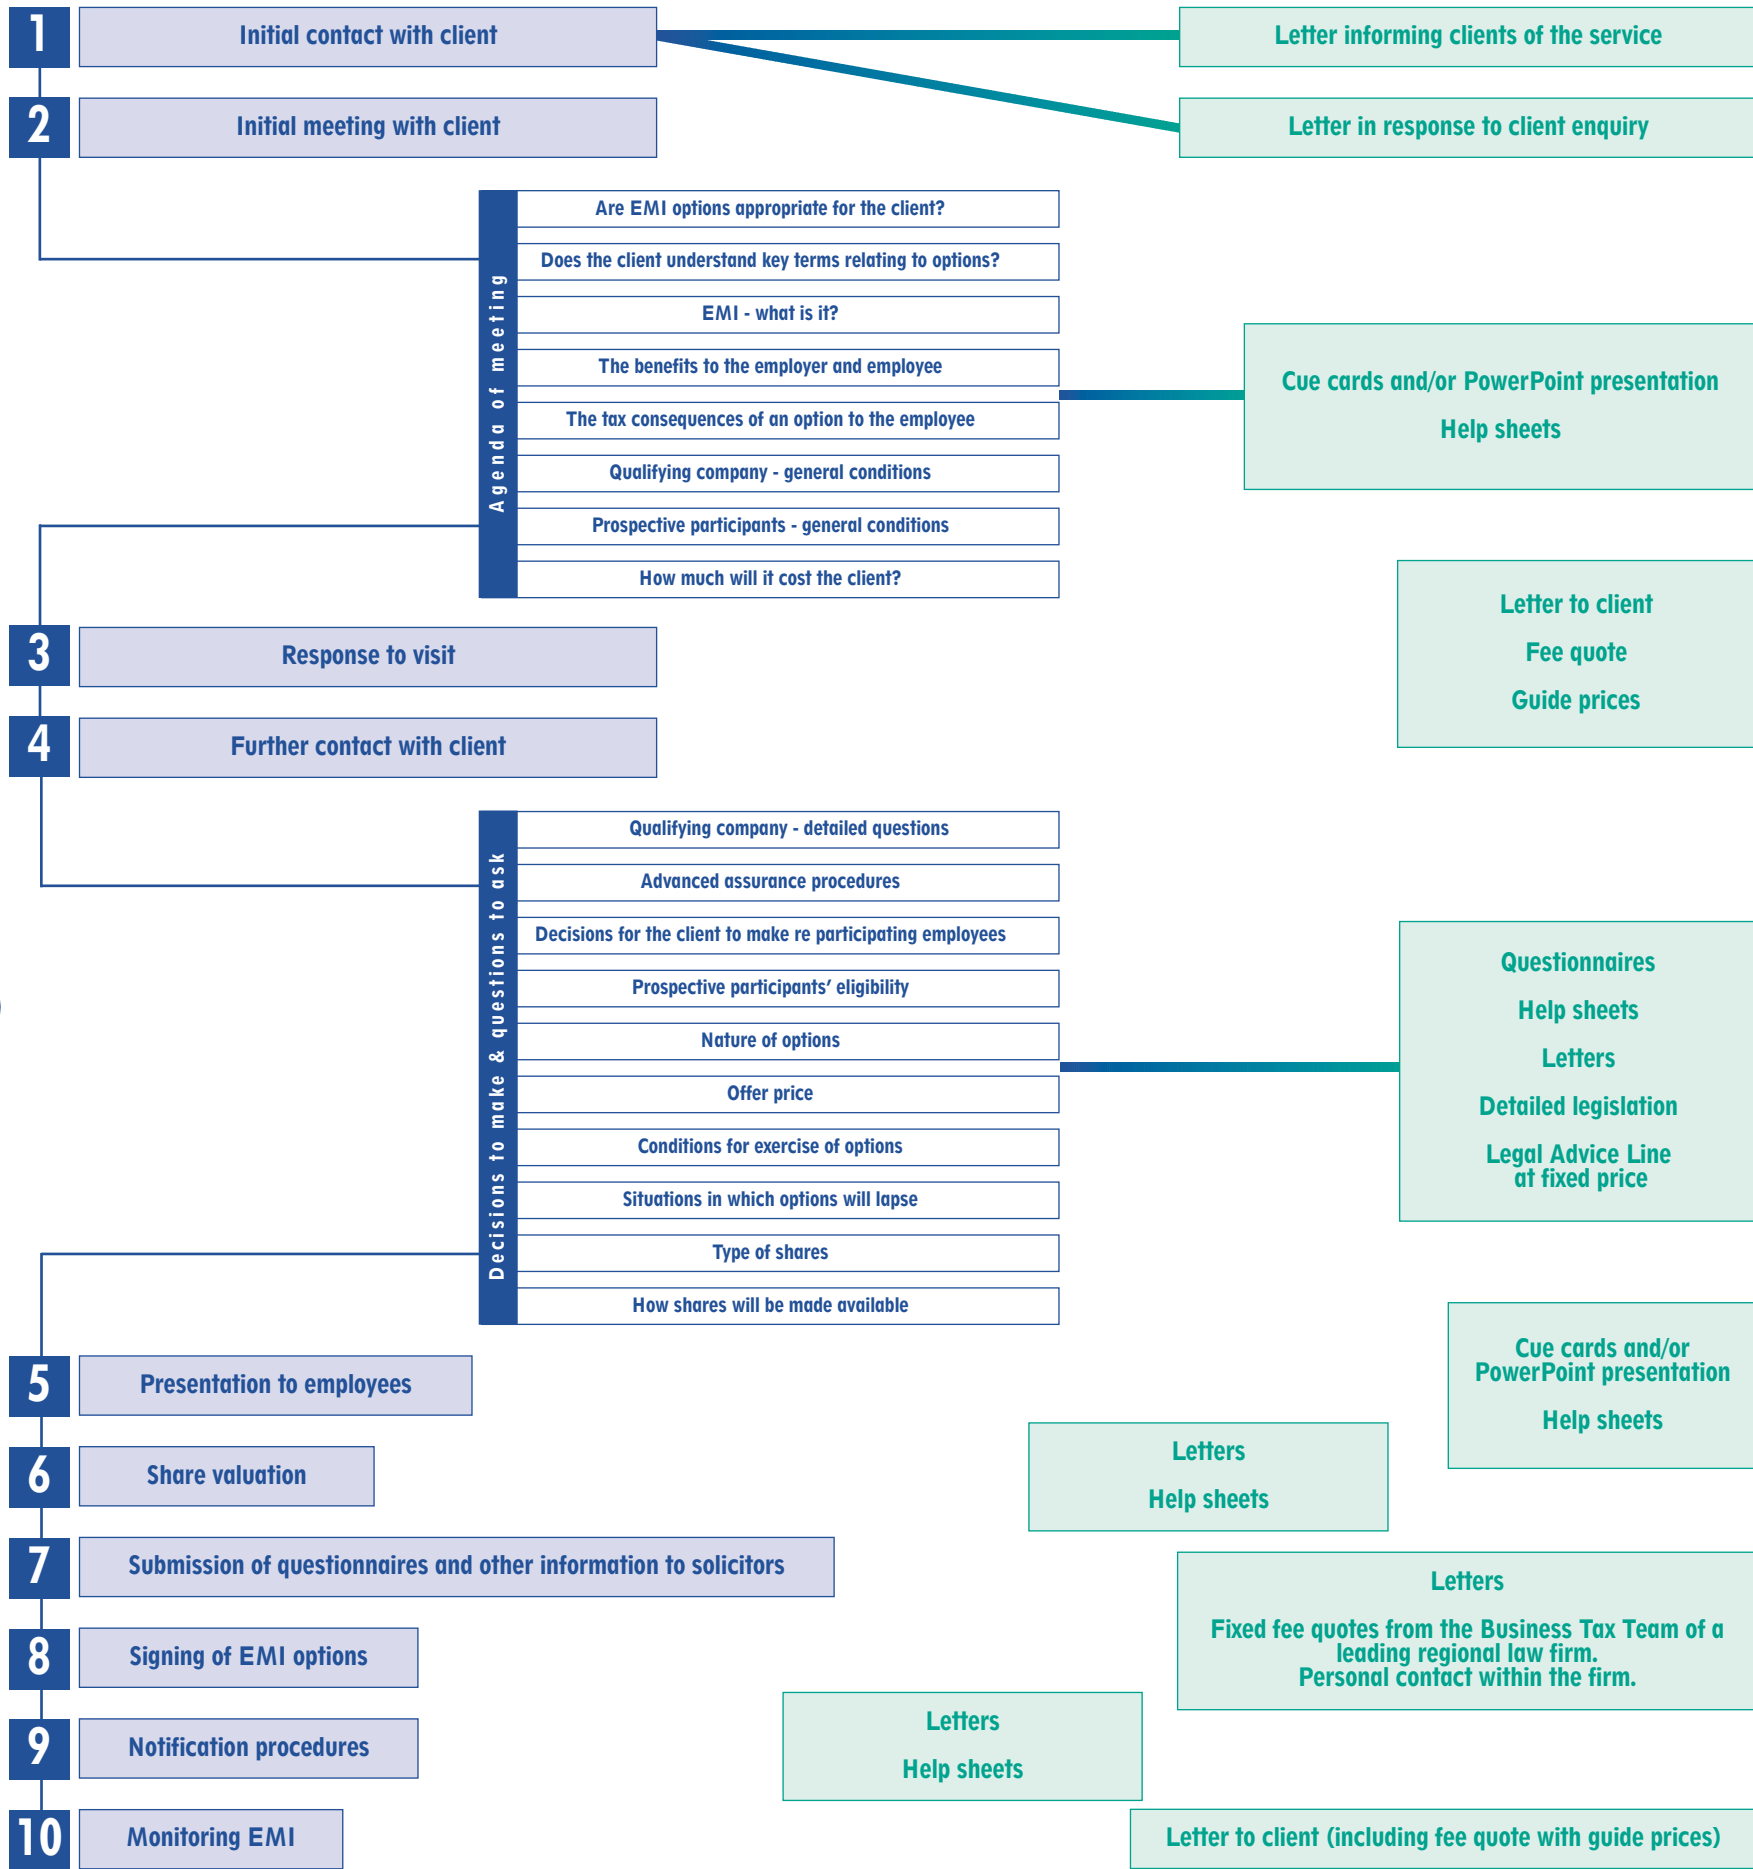 1
Initial contact with client
Letter informing clients of the service
2
Initial meeting with client
Letter in response to client enquiry
Agenda of meeting
Are EMI options appropriate for the client?
Does the client understand key terms relating to options?
EMI - what is it?
The benefits to the employer and employee
The tax consequences of an option to the employee
Qualifying company - general conditions
Prospective participants - general conditions
How much will it cost the client?
Cue cards and/or PowerPoint presentation
Help sheets
3
Response to visit
Letter to client
Fee quote
Guide prices
4
Further contact with client
Decisions to make & questions to ask
Qualifying company - detailed questions
Advanced assurance procedures
Decisions for the client to make re participating employees
Prospective participants’ eligibility
Nature of options
Offer price
Conditions for exercise of options
Situations in which options will lapse
Type of shares
How shares will be made available
Questionnaires
Help sheets
Letters
Detailed legislation
Legal Advice Line
at fixed price
5
Presentation to employees
Cue cards and/or
PowerPoint presentation
Help sheets
6
Share valuation
Letters
Help sheets
7
Submission of questionnaires and other information to solicitors
Letters
Fixed fee quotes from the Business Tax Team of a
leading regional law firm.
Personal contact within the firm.
8
Signing of EMI options
9
Notification procedures
Letters
Help sheets
10
Monitoring EMI
Letter to client (including fee quote with guide prices)